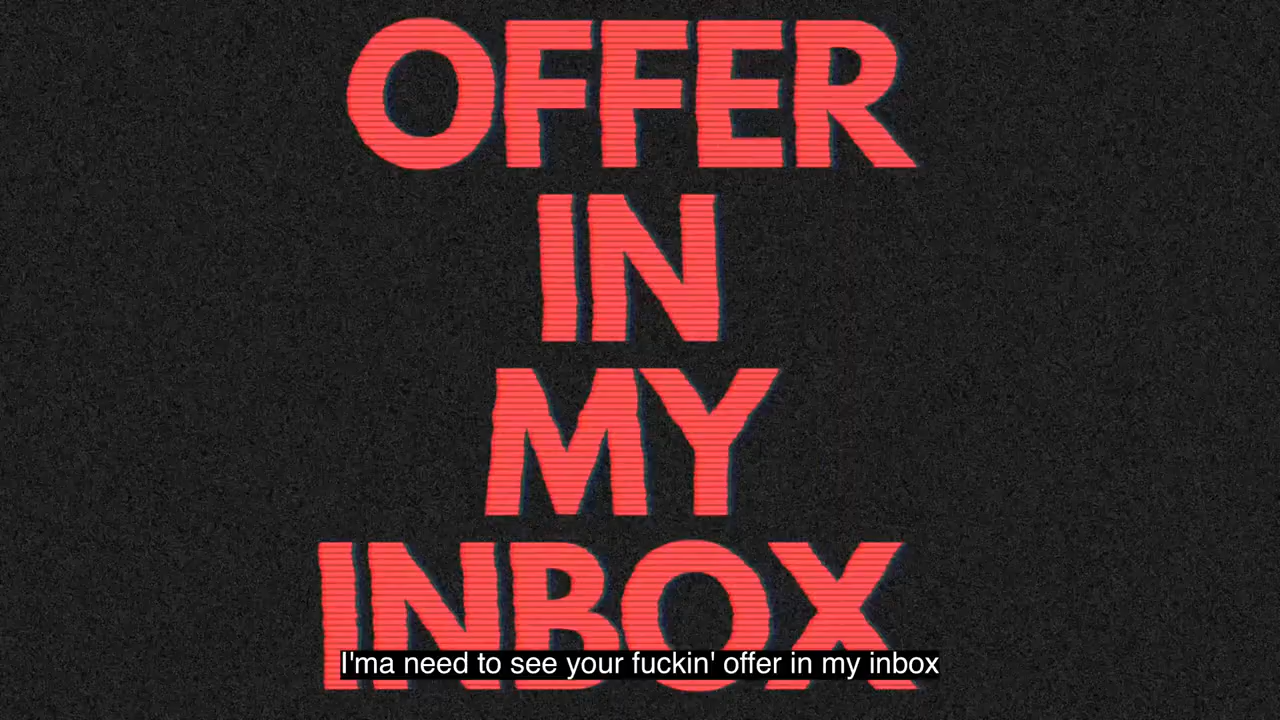 OFFER
IN
MY
INBOX
I'ma need to see your fuckin' offer in my inbox